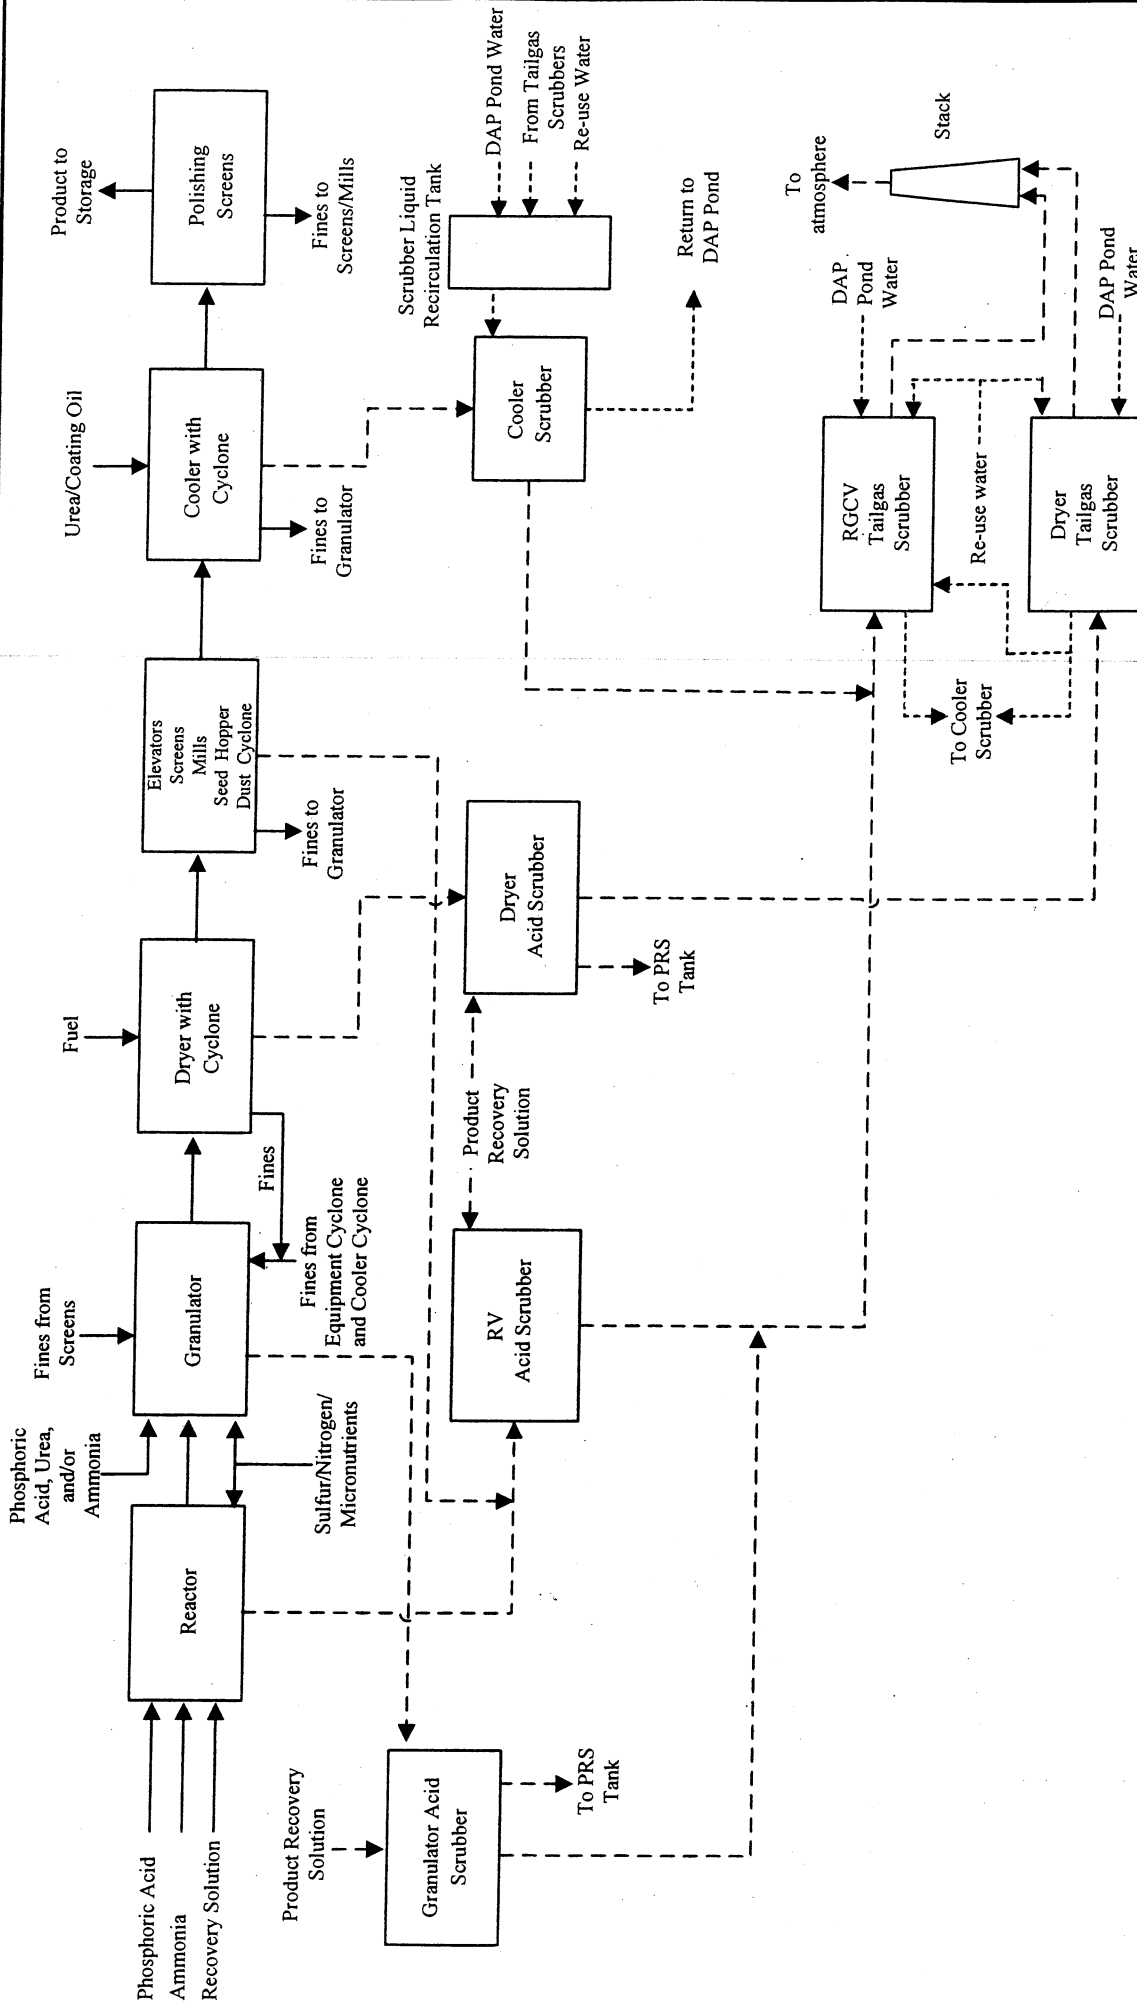 Phosphoric Acid
Ammonia
Recovery Solution
Reactor
Phosphoric
Acid, Urea,
and/or
Ammonia
Sulfur/Nitrogen/
Micronutrients
Fines from
Screens
Granulator
Fines
Fines from
Equipment Cyclone
and Cooler Cyclone
Fuel
Dryer with
Cyclone
Elevators
Screens
Mills
Seed Hopper
Dust Cyclone
Fines to
Granulator
Urea/Coating Oil
Cooler with
Cyclone
Fines to
Granulator
Product to
Storage
Polishing
Screens
Fines to
Screens/Mills
Product Recovery
Solution
Granulator Acid
Scrubber
To PRS
Tank
RV
Acid Scrubber
Product
Recovery
Solution
Dryer
Acid Scrubber
To PRS
Tank
Cooler
Scrubber
Scrubber Liquid
Recirculation Tank
DAP Pond Water
From Tailgas
Scrubbers
Re-use Water
Return to
DAP Pond
To Cooler
Scrubber
RGCV
Tailgas
Scrubber
Re-use water
Dryer
Tailgas
Scrubber
DAP
Pond
Water
DAP Pond
Water
To
atmosphere
Stack